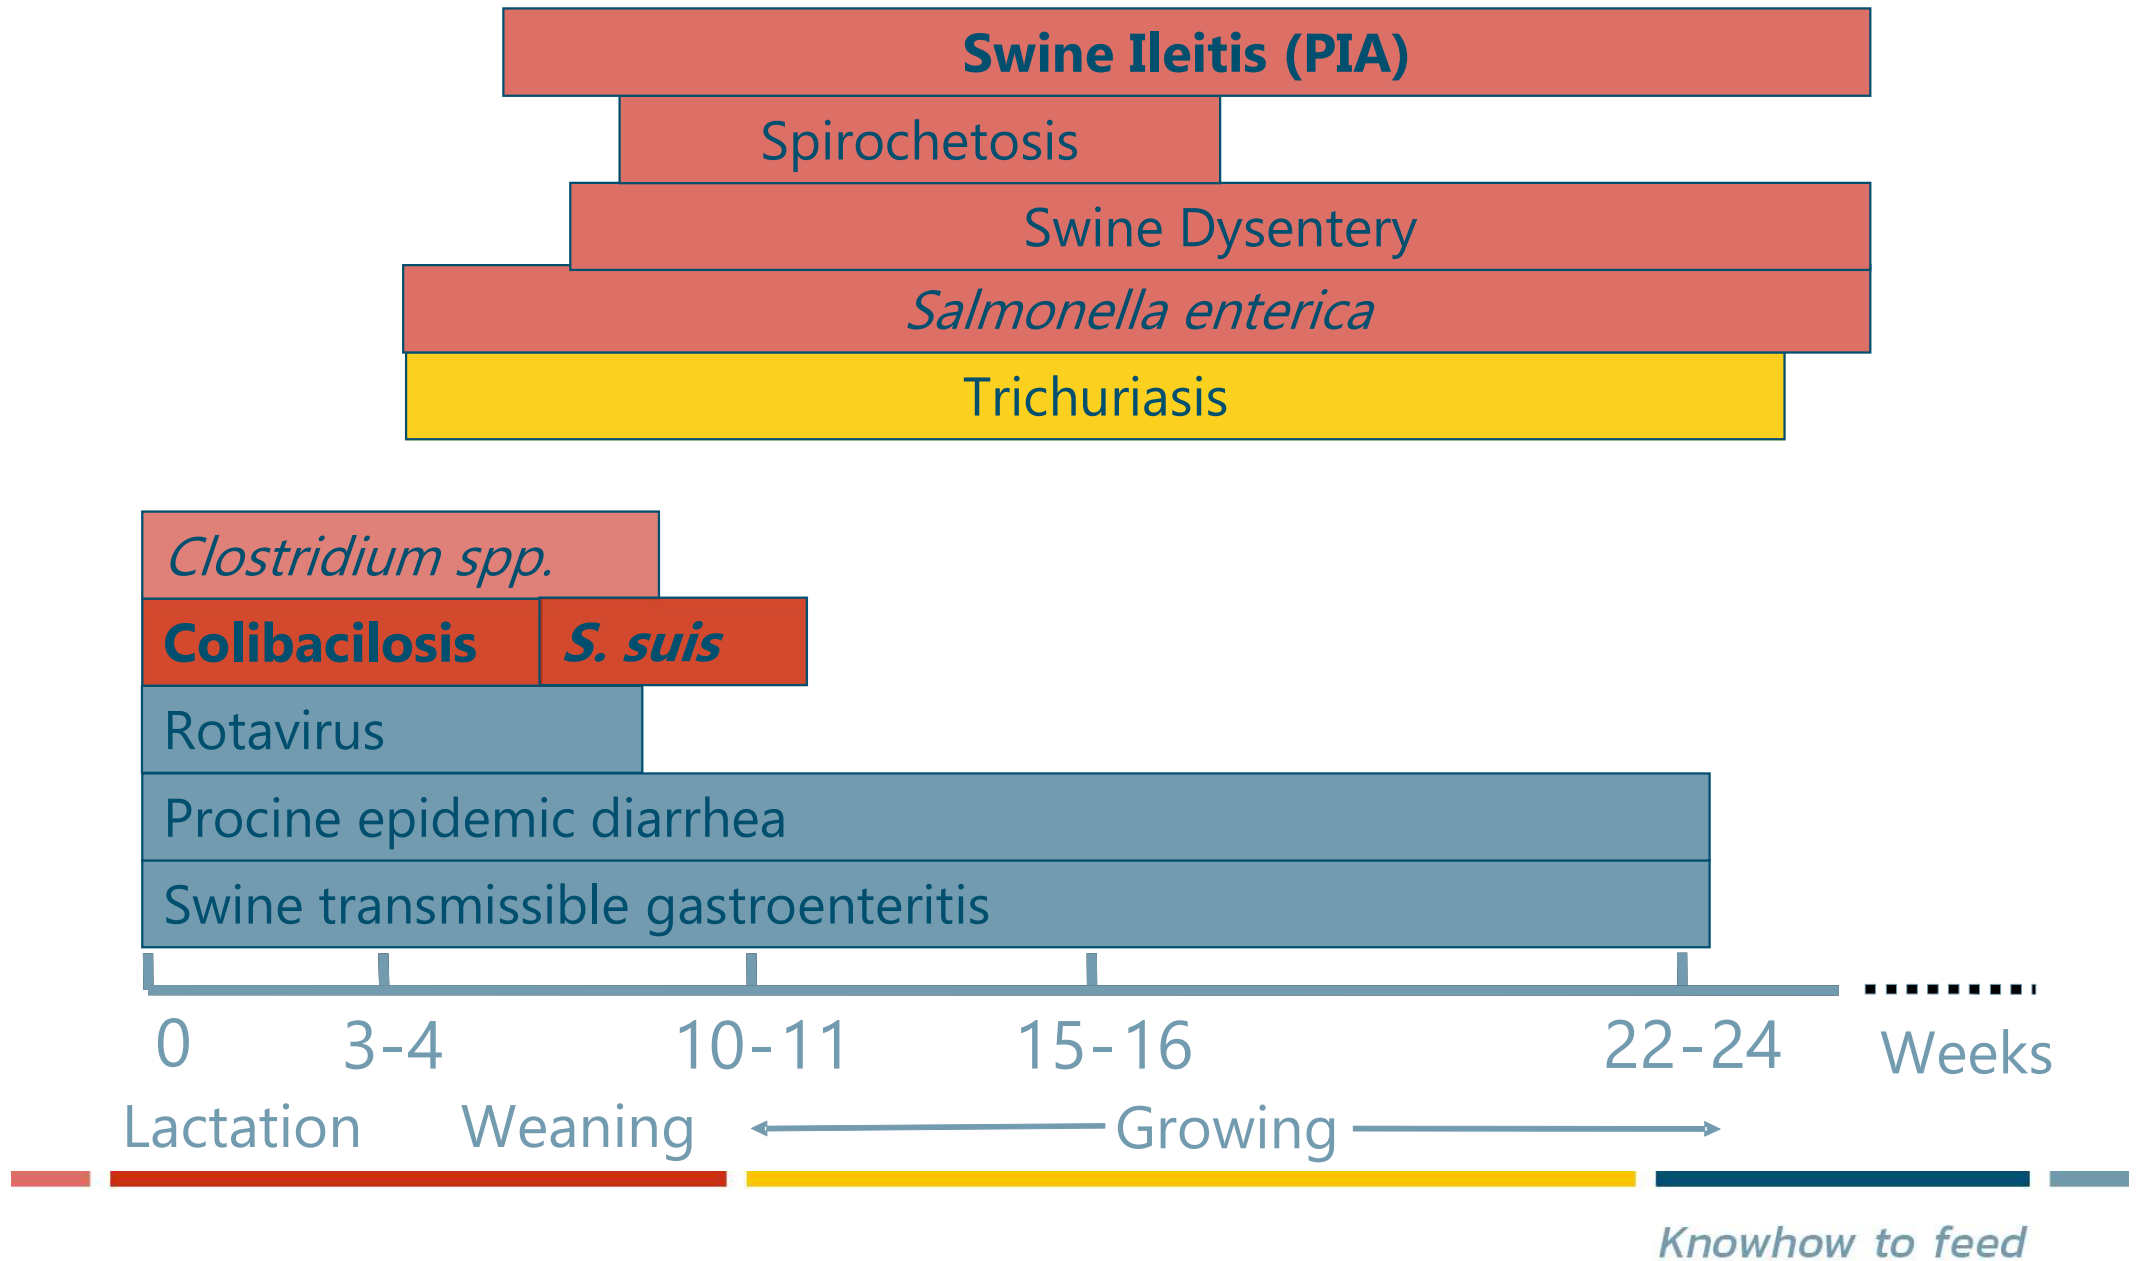 Swine Ileitis (PIA)
Spirochetosis
Swine Dysentery
Salmonella enterica
Trichuriasis
Clostridium spp.
Colibacilosis
S. suis
Rotavirus
Procine epidemic diarrhea
Swine transmissible gastroenteritis
0 3-4 10-11 15-16 22-24 Weeks
Lactation Weaning Growing
Knowhow to feed